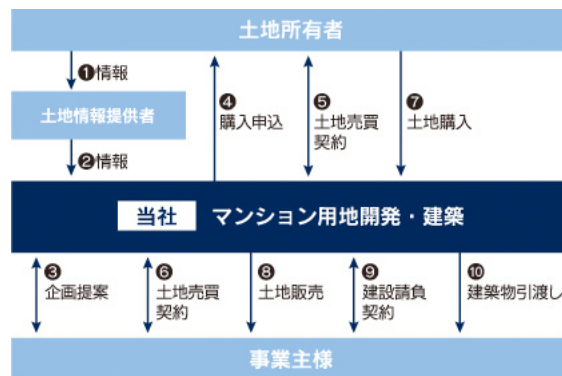 土地所有者
❶情報
土地情報提供者
❷情報
❹
購入申込
❺
土地売買
契約
❼
土地購入
当社 マンション用地開発・建築
❸
企画提案
❻
土地売買
契約
❽
土地販売
❾
建設請負
契約
❿
建築物引渡し
事業主様